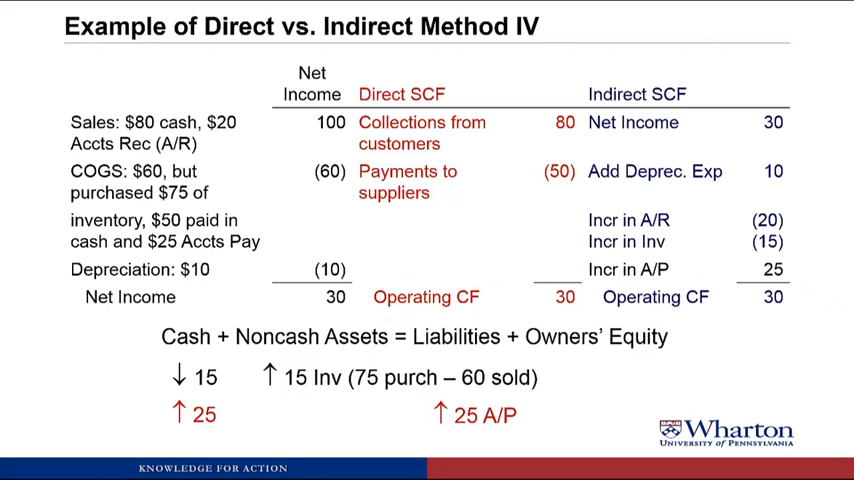 Example of Direct vs. Indirect Method IV
Net
Income Direct SCF Indirect SCF
Sales: $80 cash, $20 100 Collections from 80 Net Income 30
Accts Rec (A/R) customers
COGS: $60, but (60) Payments to (50) Add Deprec. Exp 10
purchased $75 of suppliers
inventory, $50 paid in Incr in A/R (20)
cash and $25 Accts Pay Incr in Inv (15)
Depreciation: $10 (10) Incr in A/P 25
Net Income 30 Operating CF 30 Operating CF 30
Cash + Noncash Assets = Liabilities + Owners' Equity
↓ 15 ↑ 15 Inv (75 purch – 60 sold)
↑ 25 ↑ 25 A/P
Wharton
UNIVERSITY of PENNSYLVANIA
KNOWLEDGE FOR ACTION